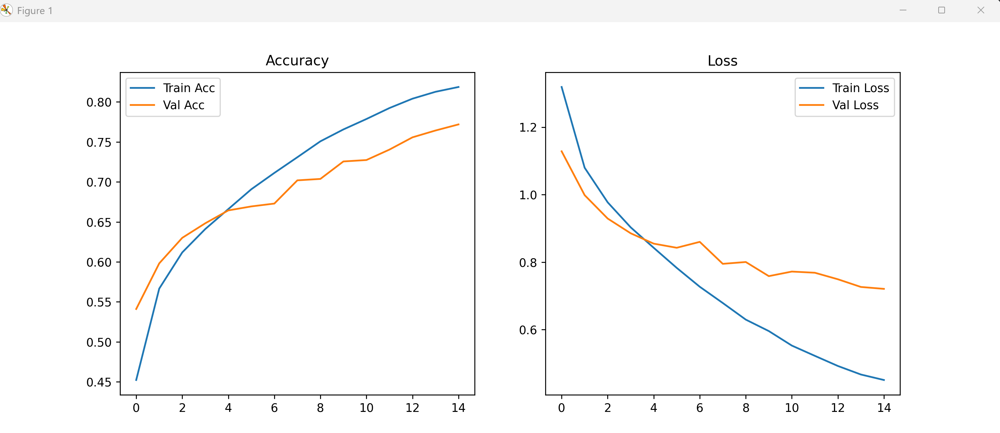 Figure 1
Accuracy
Train Acc
Val Acc
0.80
0.75
0.70
0.65
0.60
0.55
0.50
0.45
0 2 4 6 8 10 12 14
Loss
Train Loss
Val Loss
1.2
1.0
0.8
0.6
0 2 4 6 8 10 12 14